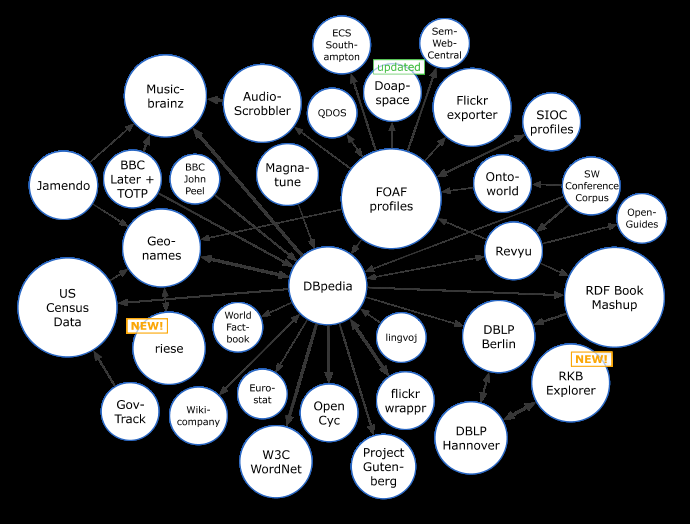 ECS
South-
ampton
Sem-
Web-
Central
updated
Doap-
space
Music-
brainz
Audio-
Scrobbler
QDOS
Flickr
exporter
SIOC
profiles
Jamendo
BBC
Later +
TOTP
BBC
John
Peel
Magna-
tune
FOAF
profiles
Onto-
world
SW
Conference
Corpus
Open-
Guides
Geo-
names
Revyu
DBpedia
US
Census
Data
RDF Book
Mashup
NEW!
riese
World
Fact-
book
lingvoj
DBLP
Berlin
NEW!
RKB
Explorer
Gov-
Track
Wiki-
company
Euro-
stat
Open
Cyc
flickr
wrappr
DBLP
Hannover
W3C
WordNet
Project
Guten-
berg